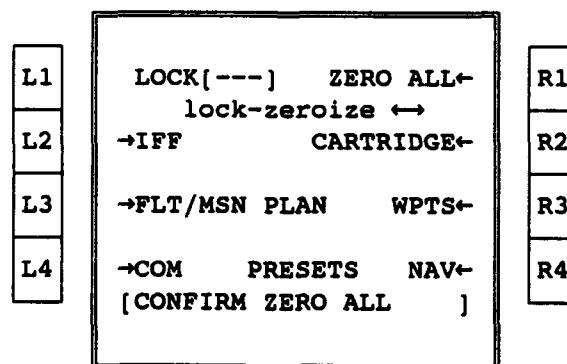 L1 LOCK[---] ZERO ALL← R1
lock-zeroize ↔
L2 →IFF CARTRIDGE← R2
L3 →FLT/MSN PLAN WPTS← R3
L4 →COM PRESETS NAV← R4
[CONFIRM ZERO ALL ]